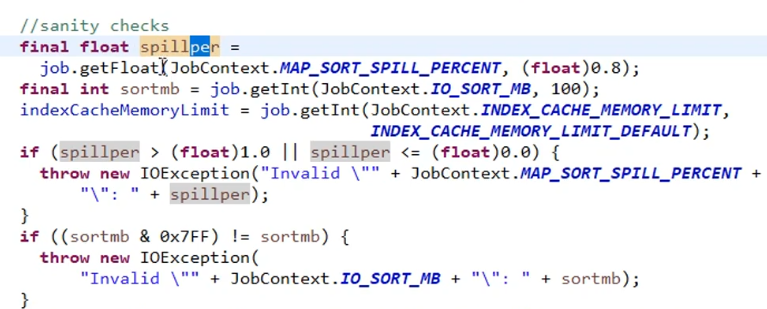 //sanity checks
final float spillper =
job.getFloat(JobContext.MAP_SORT_SPILL_PERCENT, (float)0.8);
final int sortmb = job.getInt(JobContext.IO_SORT_MB, 100);
indexCacheMemoryLimit = job.getInt(JobContext.INDEX_CACHE_MEMORY_LIMIT,
INDEX_CACHE_MEMORY_LIMIT_DEFAULT);
if (spillper > (float)1.0 || spillper <= (float)0.0) {
throw new IOException("Invalid \"" + JobContext.MAP_SORT_SPILL_PERCENT +
"\": " + spillper);
}
if ((sortmb & 0x7FF) != sortmb) {
throw new IOException(
"Invalid \"" + JobContext.IO_SORT_MB + "\": " + sortmb);
}